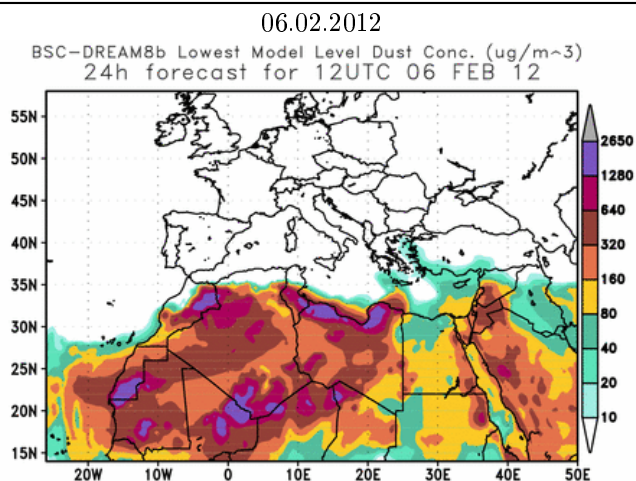 06.02.2012
BSC-DREAM8b Lowest Model Level Dust Conc. (ug/m^3)
24h forecast for 12UTC 06 FEB 12
55N
50N
45N
40N
35N
30N
25N
20N
15N
20W 10W 0 10E 20E 30E 40E 50E
2650
1280
640
320
160
80
40
20
10